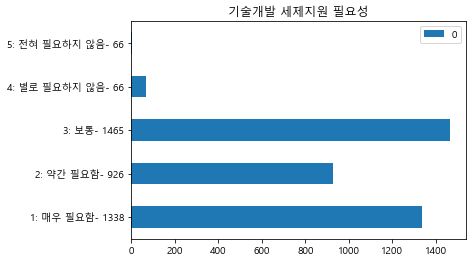 기술개발 세제지원 필요성
0
5: 전혀 필요하지 않음- 66
4: 별로 필요하지 않음- 66
3: 보통- 1465
2: 약간 필요함- 926
1: 매우 필요함- 1338
0 200 400 600 800 1000 1200 1400